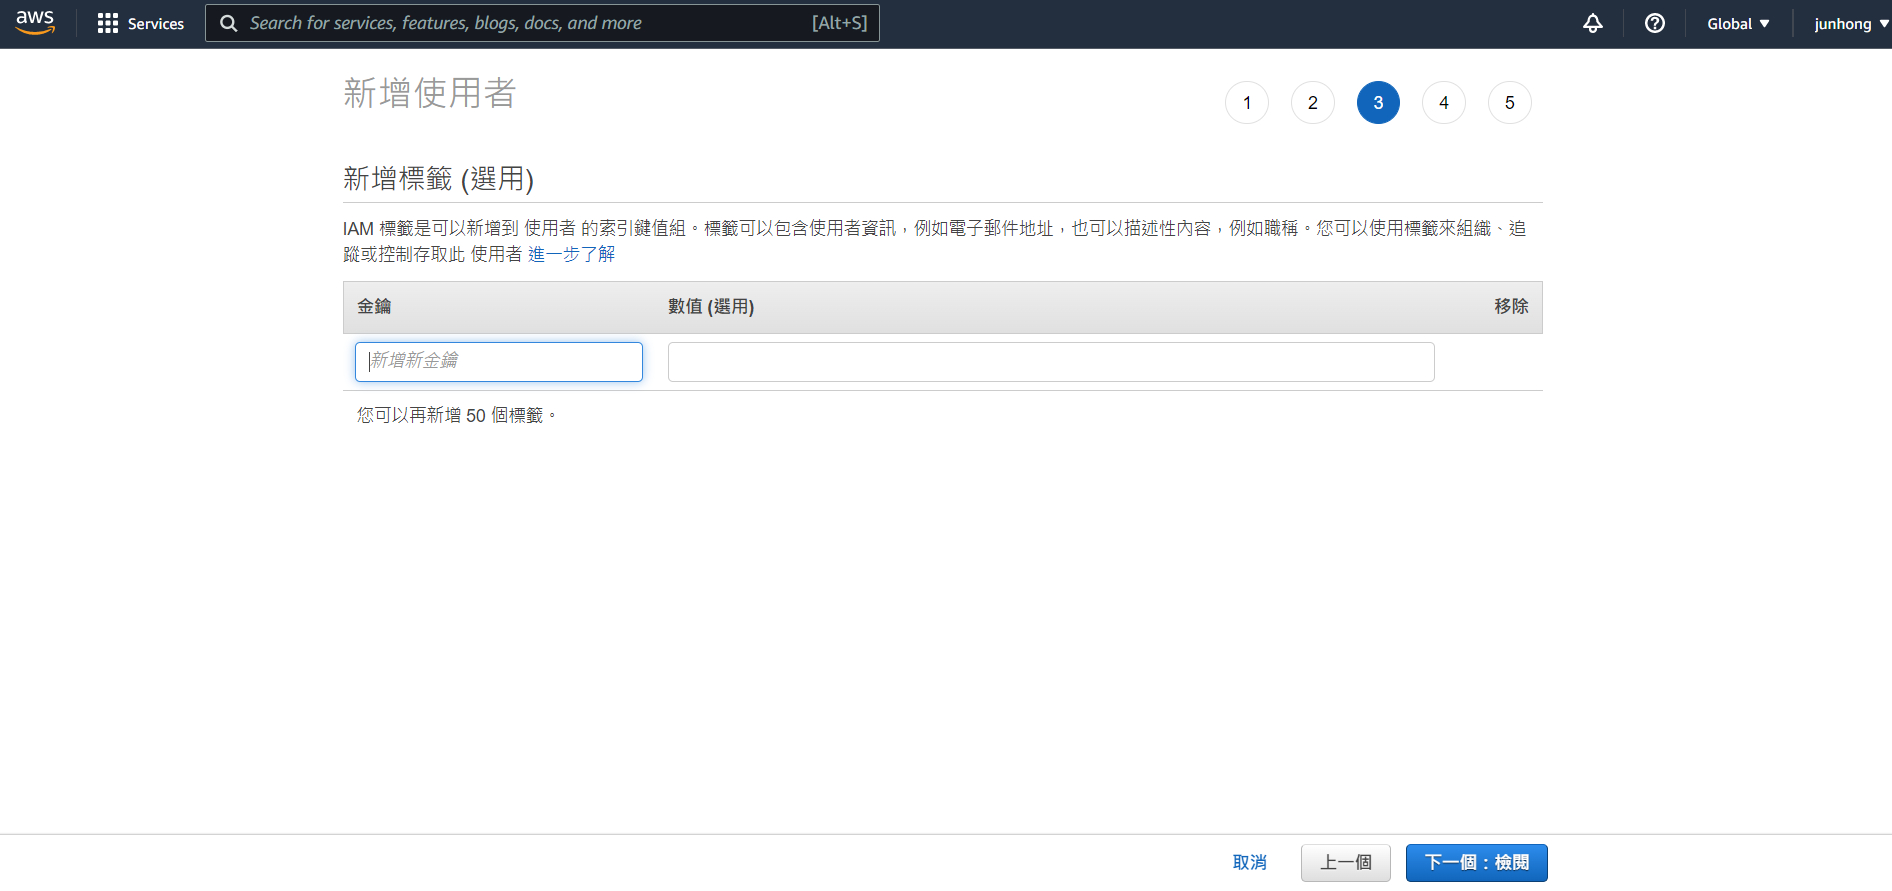 aws Services Search for services, features, blogs, docs, and more [Alt+S] Global junhong
新增使用者 1 2 3 4 5
新增標籤 (選用)
IAM 標籤是可以新增到 使用者 的索引鍵值組。標籤可以包含使用者資訊，例如電子郵件地址，也可以描述性內容，例如職稱。您可以使用標籤來組織、追
蹤或控制存取此 使用者 進一步了解
金鑰 數值 (選用) 移除
新增新金鑰
您可以再新增 50 個標籤。
取消 上一個 下一個：檢閱